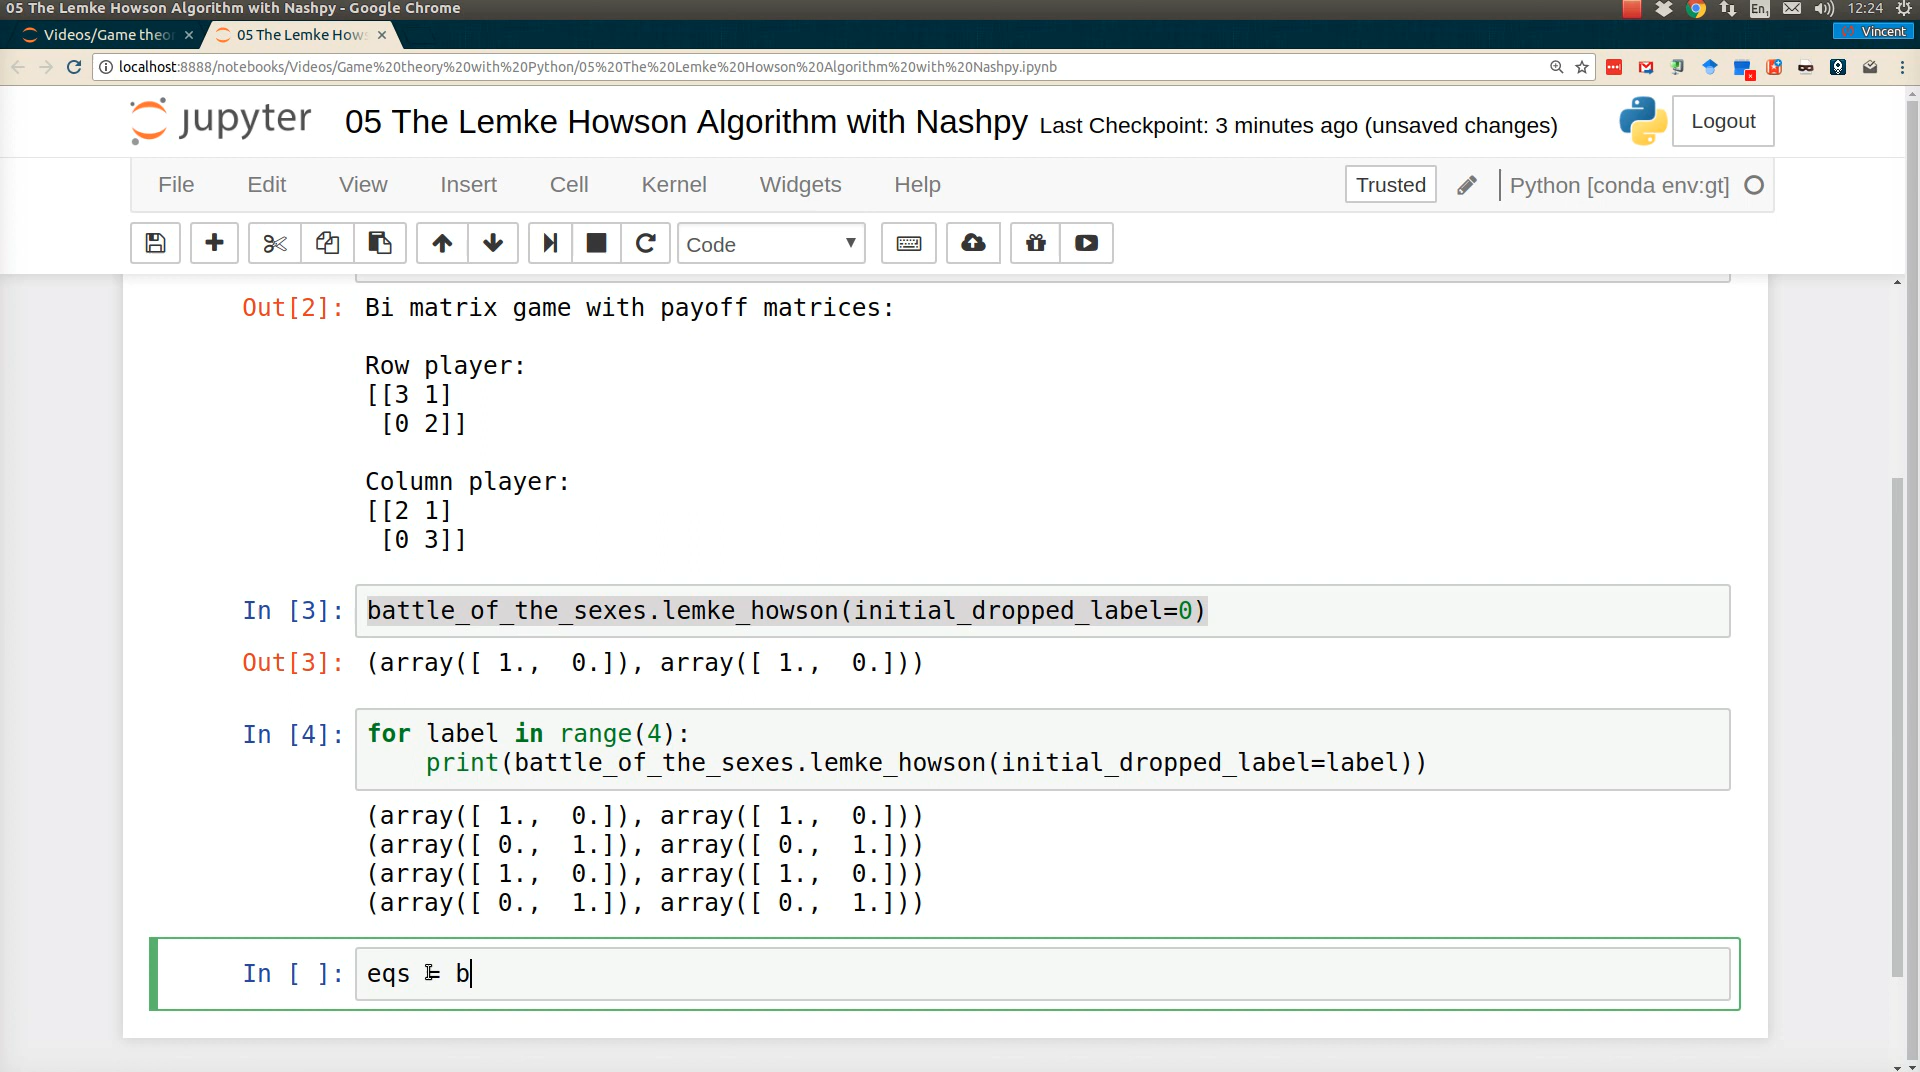 05 The Lemke Howson Algorithm with Nashpy - Google Chrome
En1
12:24
Videos/Game theo
05 The Lemke Hows
Vincent
localhost:8888/notebooks/Videos/Game%20theory%20with%20Python/05%20The%20Lemke%20Howson%20Algorithm%20with%20Nashpy.ipynb
jupyter
05 The Lemke Howson Algorithm with Nashpy Last Checkpoint: 3 minutes ago (unsaved changes)
Logout
File Edit View Insert Cell Kernel Widgets Help
Trusted
Python [conda env:gt]
Code
Out[2]: Bi matrix game with payoff matrices:
Row player:
[[3 1]
[0 2]]
Column player:
[[2 1]
[0 3]]
In [3]: battle_of_the_sexes.lemke_howson(initial_dropped_label=0)
Out[3]: (array([ 1.,  0.]), array([ 1.,  0.]))
In [4]: for label in range(4):
    print(battle_of_the_sexes.lemke_howson(initial_dropped_label=label))
(array([ 1.,  0.]), array([ 1.,  0.]))
(array([ 0.,  1.]), array([ 0.,  1.]))
(array([ 1.,  0.]), array([ 1.,  0.]))
(array([ 0.,  1.]), array([ 0.,  1.]))
In [ ]: eqs = b